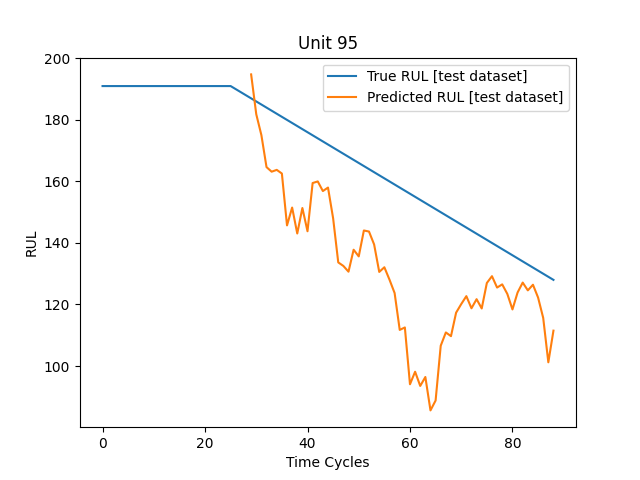 Unit 95
True RUL [test dataset]
Predicted RUL [test dataset]
200
180
160
140
120
100
RUL
0 20 40 60 80
Time Cycles